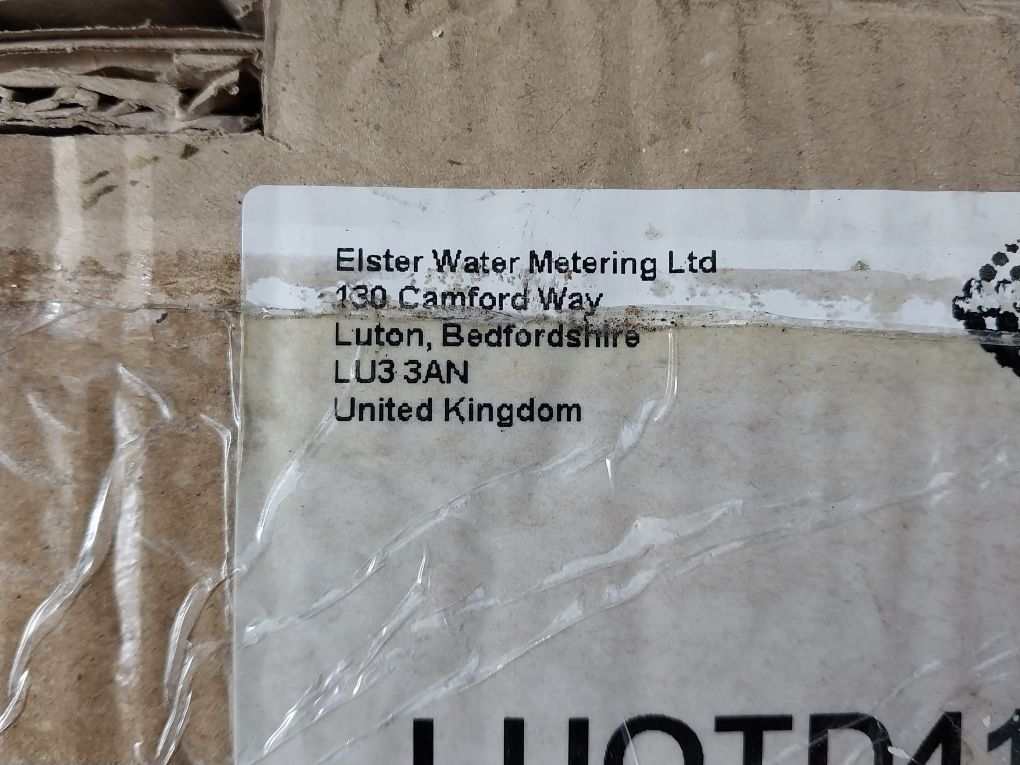 Elster Water Metering Ltd
130 Camford Way
Luton, Bedfordshire
LU3 3AN
United Kingdom